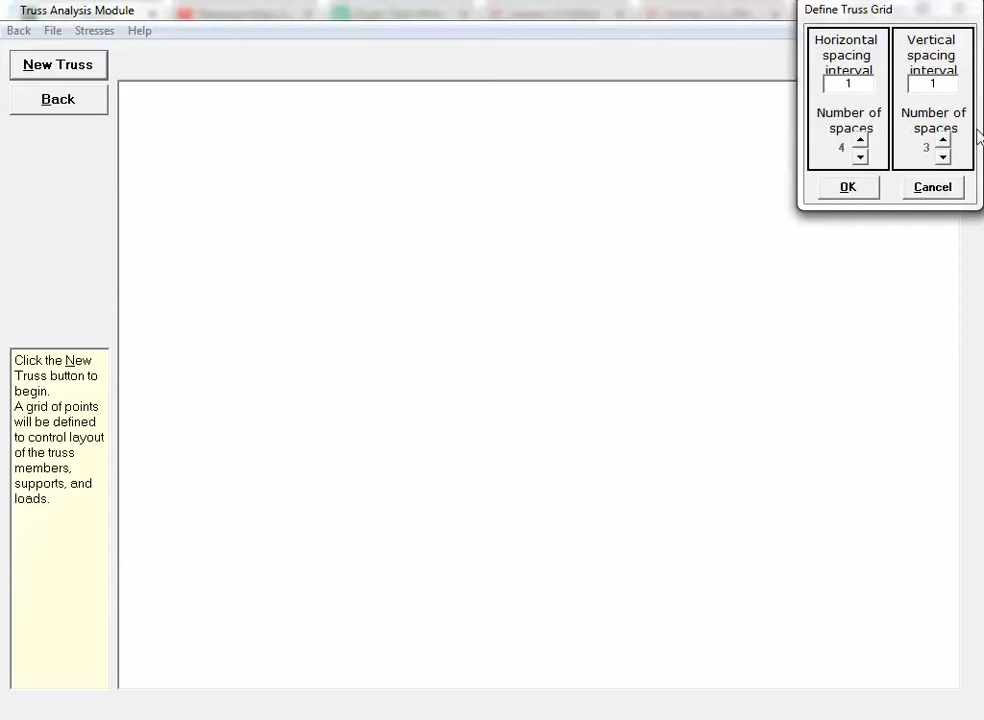 Truss Analysis Module
Back File Stresses Help
New Truss
Back
Click the New
Truss button to
begin.
A grid of points
will be defined
to control layout
of the truss
members,
supports, and
loads.
Define Truss Grid
Horizontal
spacing
interval
1
Number of
spaces
4
Vertical
spacing
interval
1
Number of
spaces
3
OK
Cancel